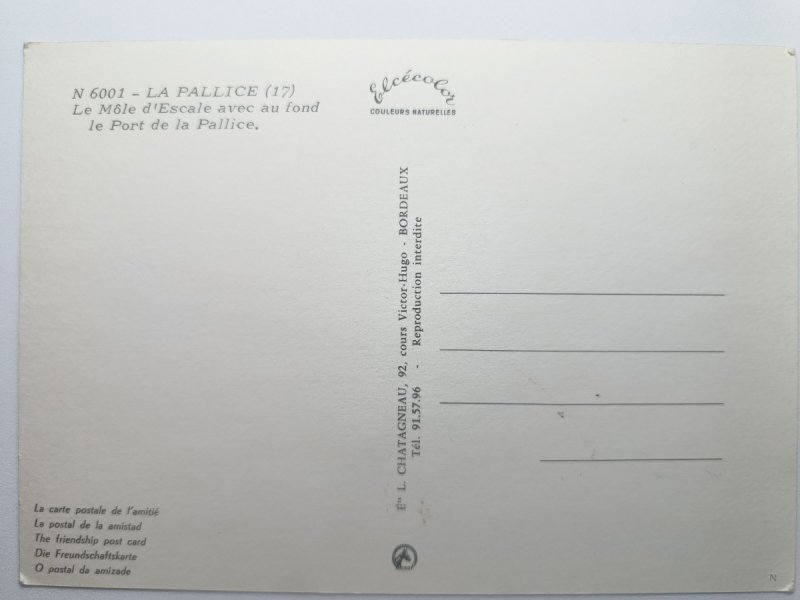 N 6001 - LA PALLICE (17)
Le Môle d'Escale avec au fond
le Port de la Pallice.
Elcécolor
COULEURS NATURELLES
Éts L. CHATAGNEAU, 92, cours Victor-Hugo - BORDEAUX
Tél. 91.57.96 - Reproduction interdite
La carte postale de l'amitié
La postal de la amistad
The friendship post card
Die Freundschaftskarte
O postal da amizade
N